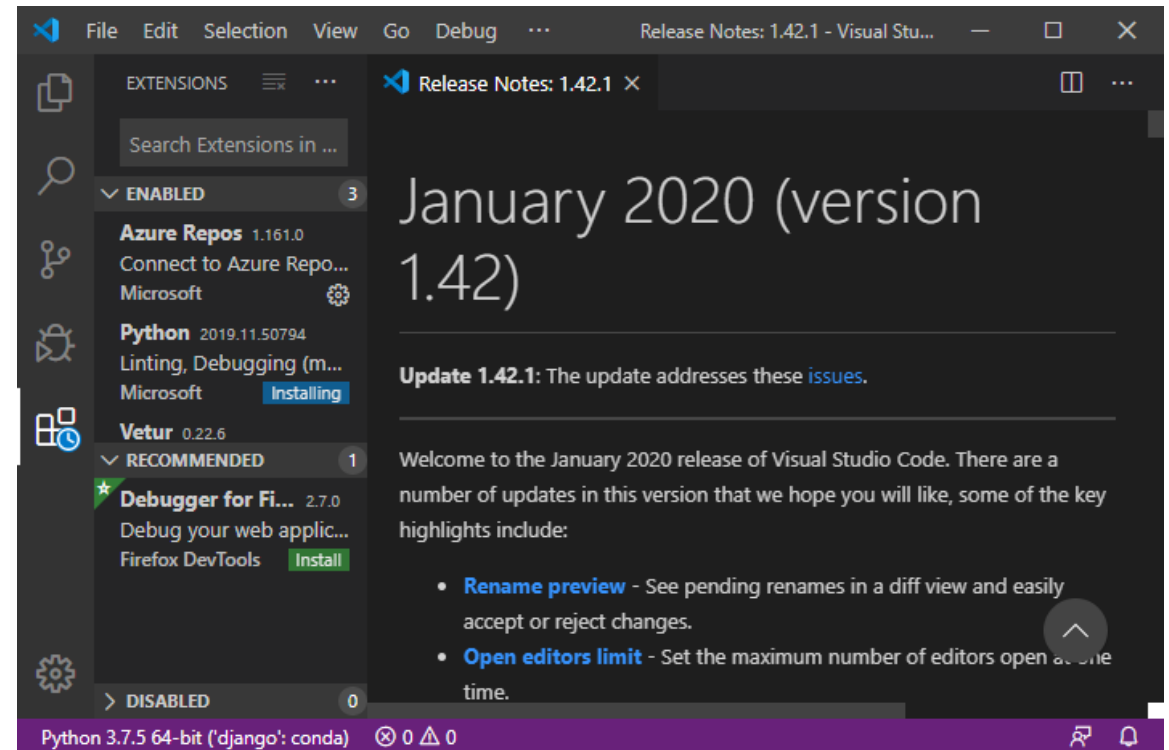 File Edit Selection View Go Debug ··· Release Notes: 1.42.1 - Visual Stu...
EXTENSIONS
Release Notes: 1.42.1
Search Extensions in ...
ENABLED 3
Azure Repos 1.161.0
Connect to Azure Repo...
Microsoft
Python 2019.11.50794
Linting, Debugging (m...
Microsoft Installing
Vetur 0.22.6
RECOMMENDED 1
Debugger for Fi... 2.7.0
Debug your web applic...
Firefox DevTools Install
DISABLED 0
January 2020 (version
1.42)
Update 1.42.1: The update addresses these issues.
Welcome to the January 2020 release of Visual Studio Code. There are a
number of updates in this version that we hope you will like, some of the key
highlights include:
• Rename preview - See pending renames in a diff view and easily
accept or reject changes.
• Open editors limit - Set the maximum number of editors open at one
time.
Python 3.7.5 64-bit ('django': conda) 0 0